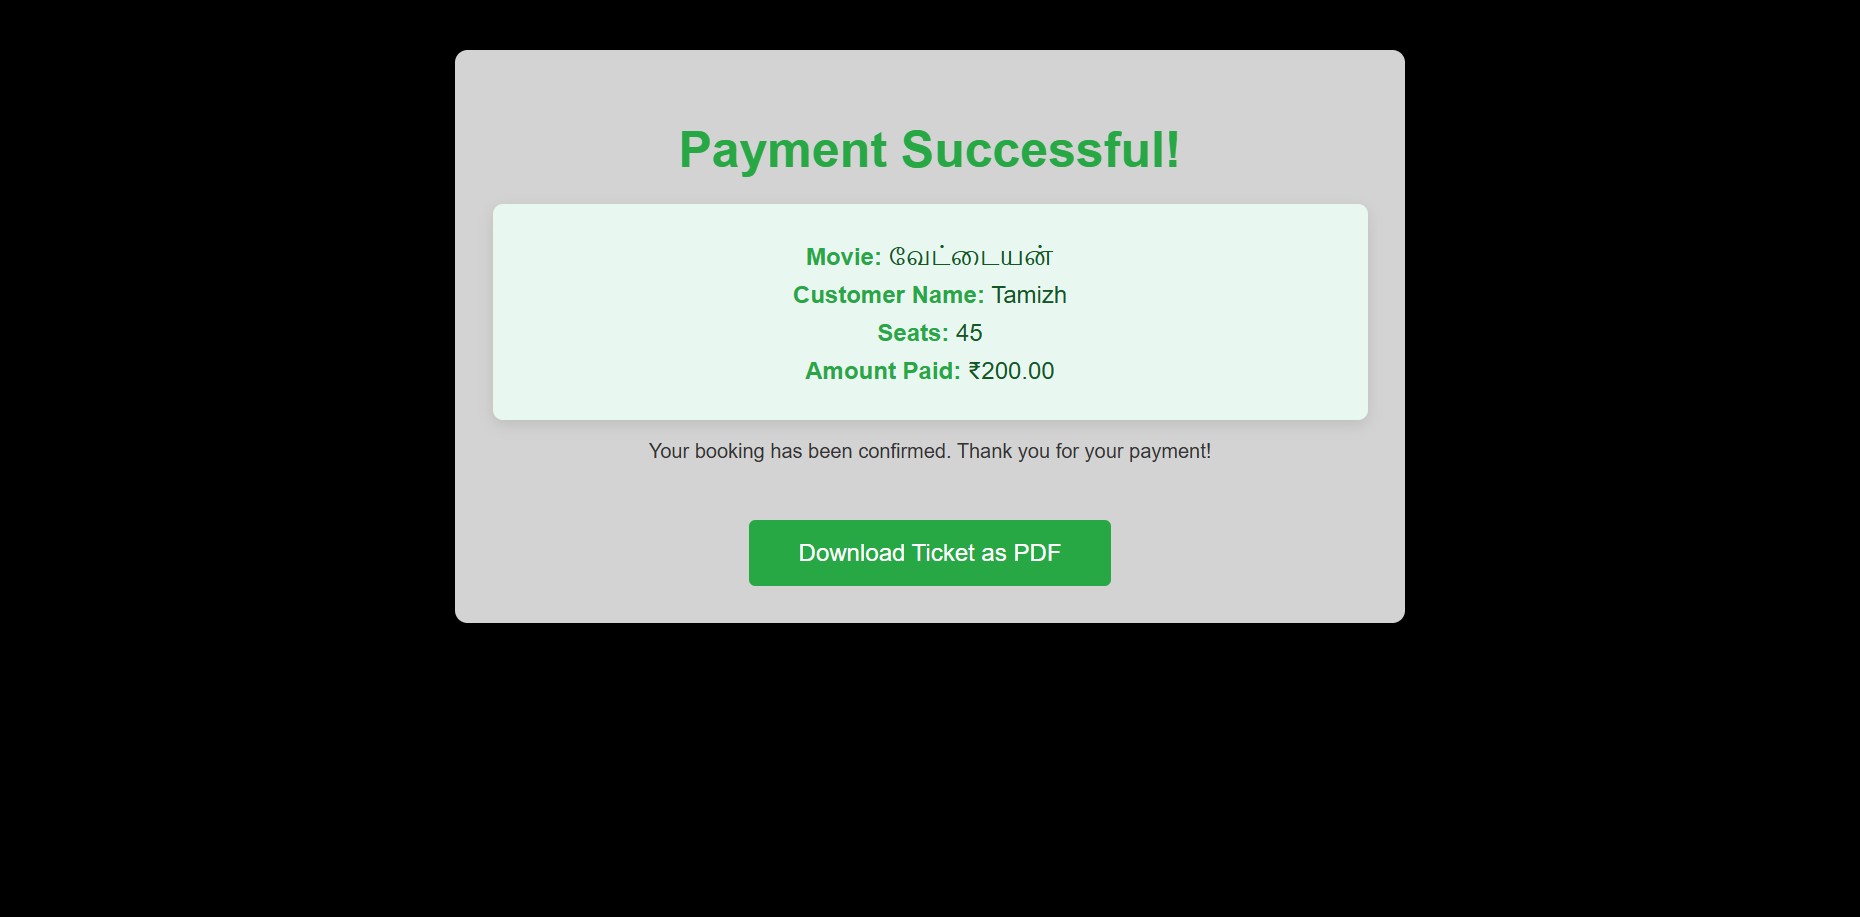 Payment Successful!
Movie: வேட்டையன்
Customer Name: Tamizh
Seats: 45
Amount Paid: ₹200.00
Your booking has been confirmed. Thank you for your payment!
Download Ticket as PDF